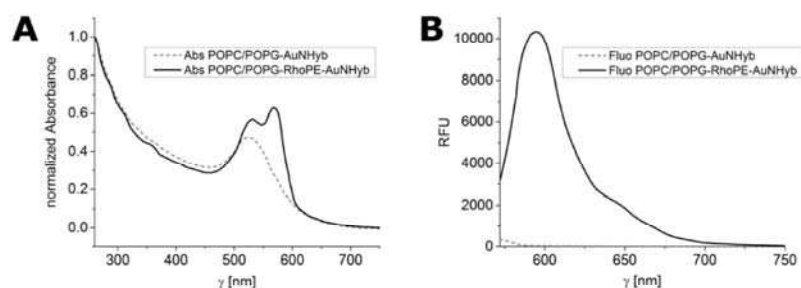 A
B
Abs POPC/POPG-AuNHyb
Abs POPC/POPG-RhoPE-AuNHyb
normalized Absorbance
1.0
0.8
0.6
0.4
0.2
0.0
300
400
500
600
700
γ [nm]
Fluo POPC/POPG-AuNHyb
Fluo POPC/POPG-RhoPE-AuNHyb
RFU
10000
8000
6000
4000
2000
0
600
650
700
750
γ [nm]